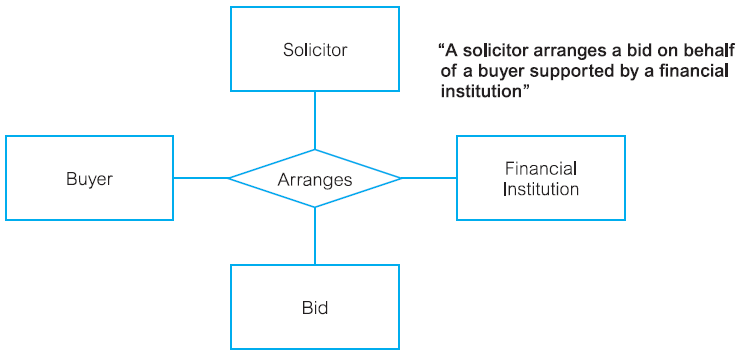 Solicitor
“A solicitor arranges a bid on behalf
of a buyer supported by a financial
institution”
Buyer
Arranges
Financial
Institution
Bid